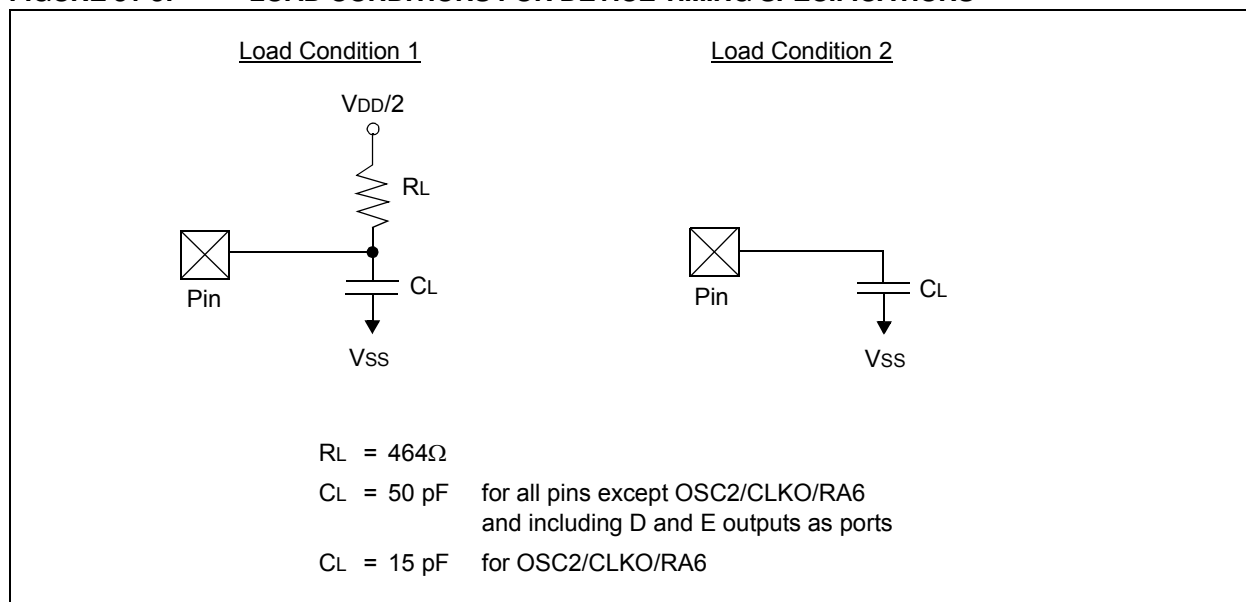 Load Condition 1
Load Condition 2
VDD/2
RL
Pin
CL
VSS
Pin
CL
VSS
RL = 464Ω
CL = 50 pF for all pins except OSC2/CLKO/RA6
and including D and E outputs as ports
CL = 15 pF for OSC2/CLKO/RA6